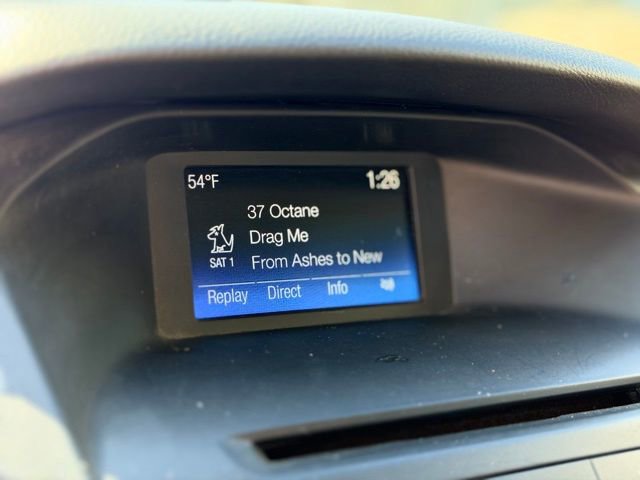 54°F 1:26
37 Octane
Drag Me
SAT 1 From Ashes to New
Replay Direct Info